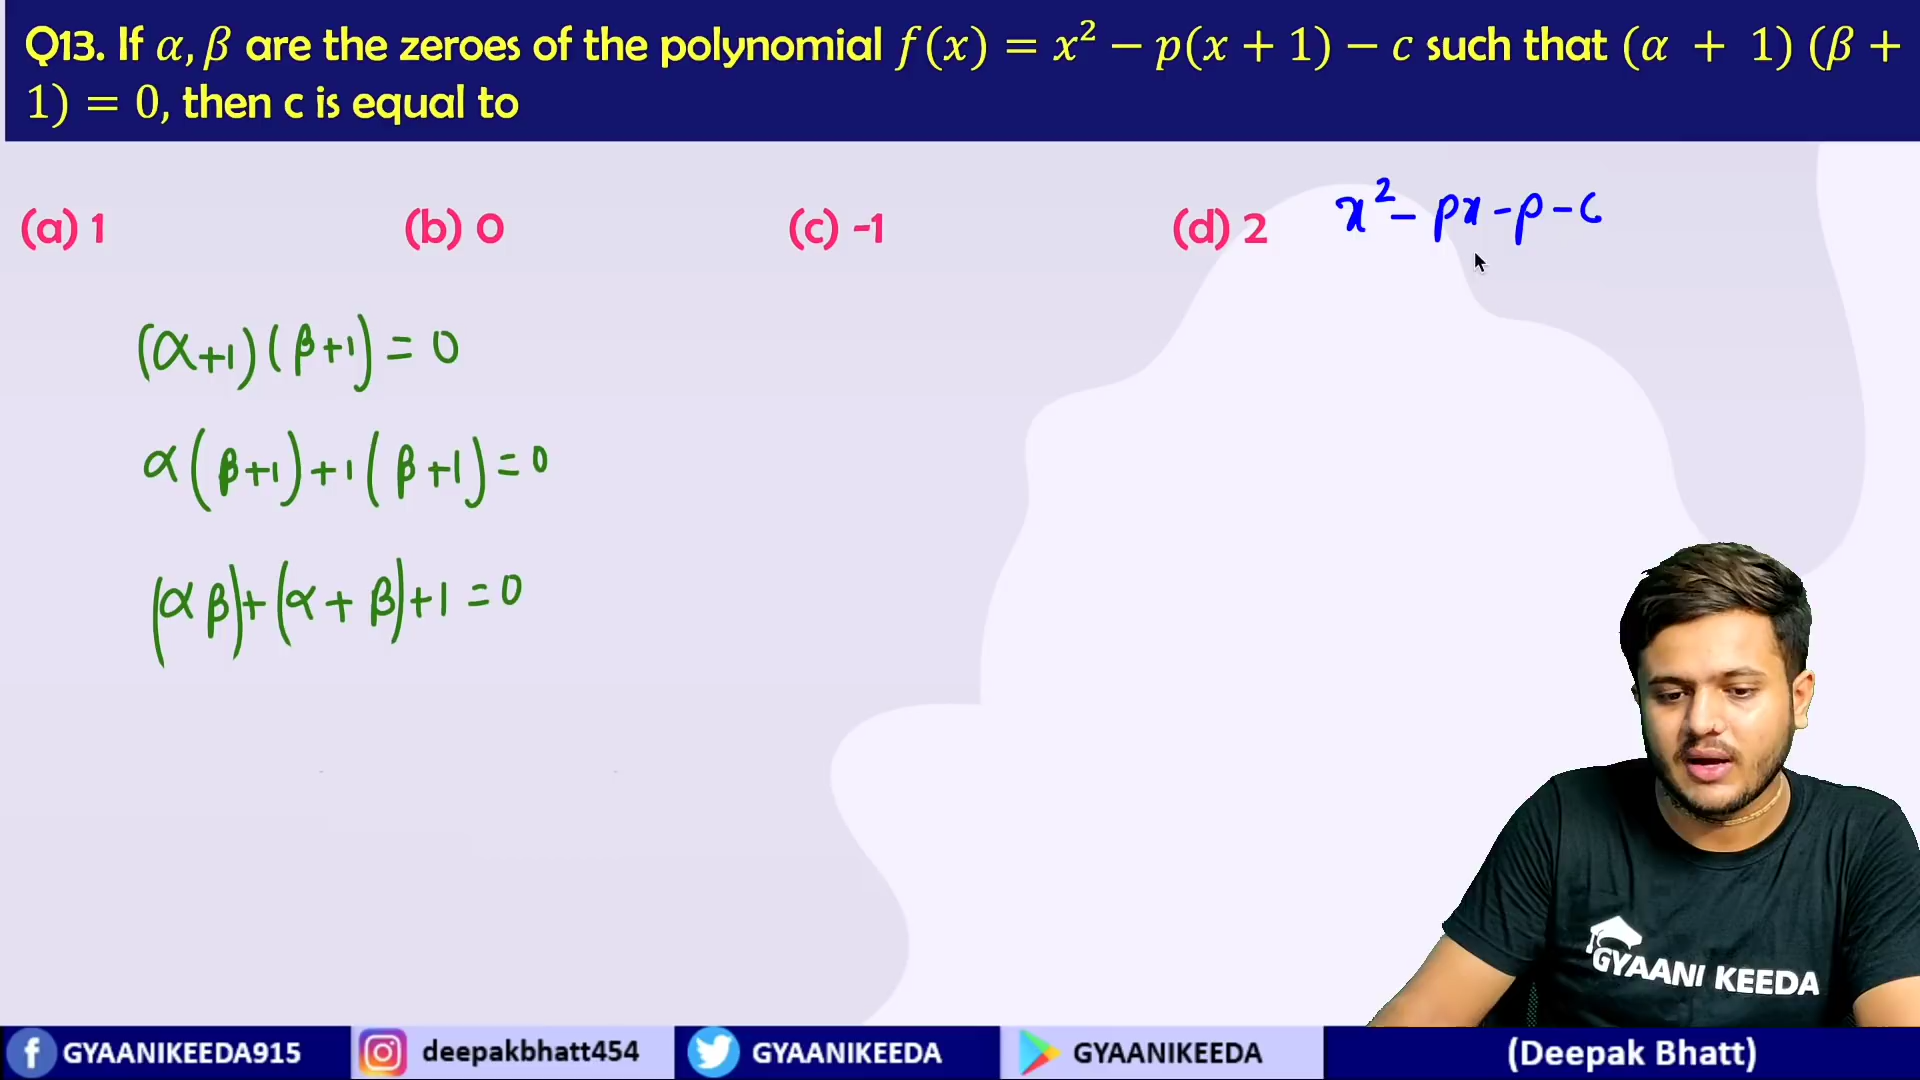 Q13. If α, β are the zeroes of the polynomial f(x) = x² − p(x + 1) − c such that (α + 1) (β +
1) = 0, then c is equal to
(a) 1 (b) 0 (c) -1 (d) 2
x² − px − p − c
(α+1)(β+1) = 0
α(β+1)+1(β+1)=0
(αβ)+(α+β)+1=0
GYAANI KEEDA
GYAANIKEEDA915 deepakbhatt454 GYAANIKEEDA GYAANIKEEDA (Deepak Bhatt)